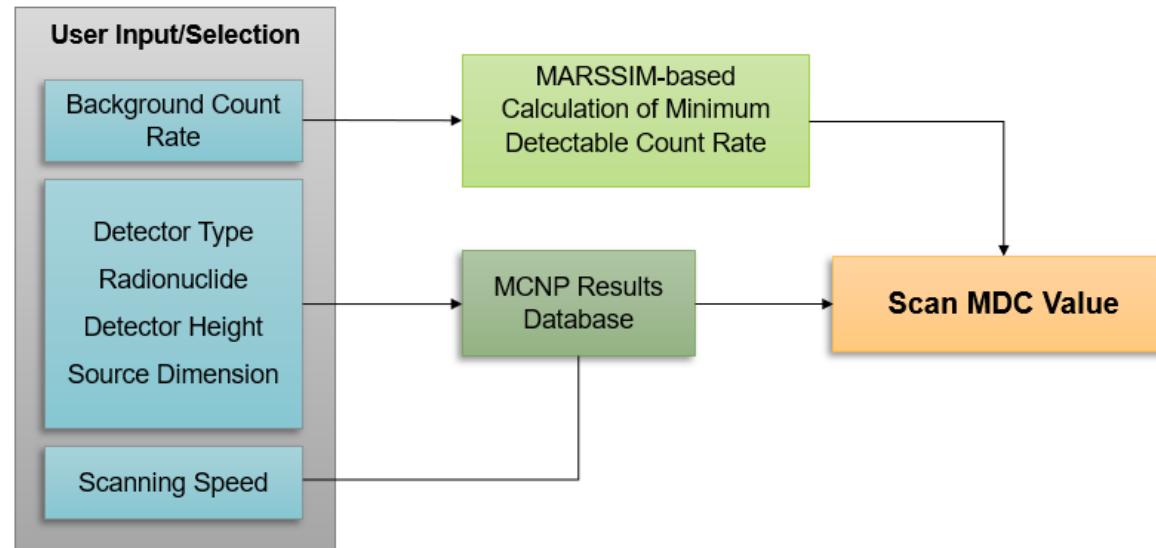 User Input/Selection
Background Count
Rate
Detector Type
Radionuclide
Detector Height
Source Dimension
Scanning Speed
MARSSIM-based
Calculation of Minimum
Detectable Count Rate
MCNP Results
Database
Scan MDC Value